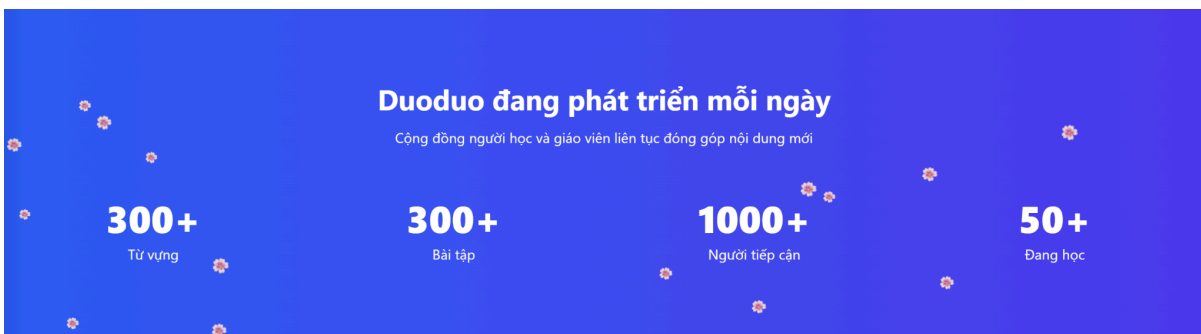 Duoduo đang phát triển mỗi ngày
Cộng đồng người học và giáo viên liên tục đóng góp nội dung mới
300+
Từ vựng
300+
Bài tập
1000+
Người tiếp cận
50+
Đang học